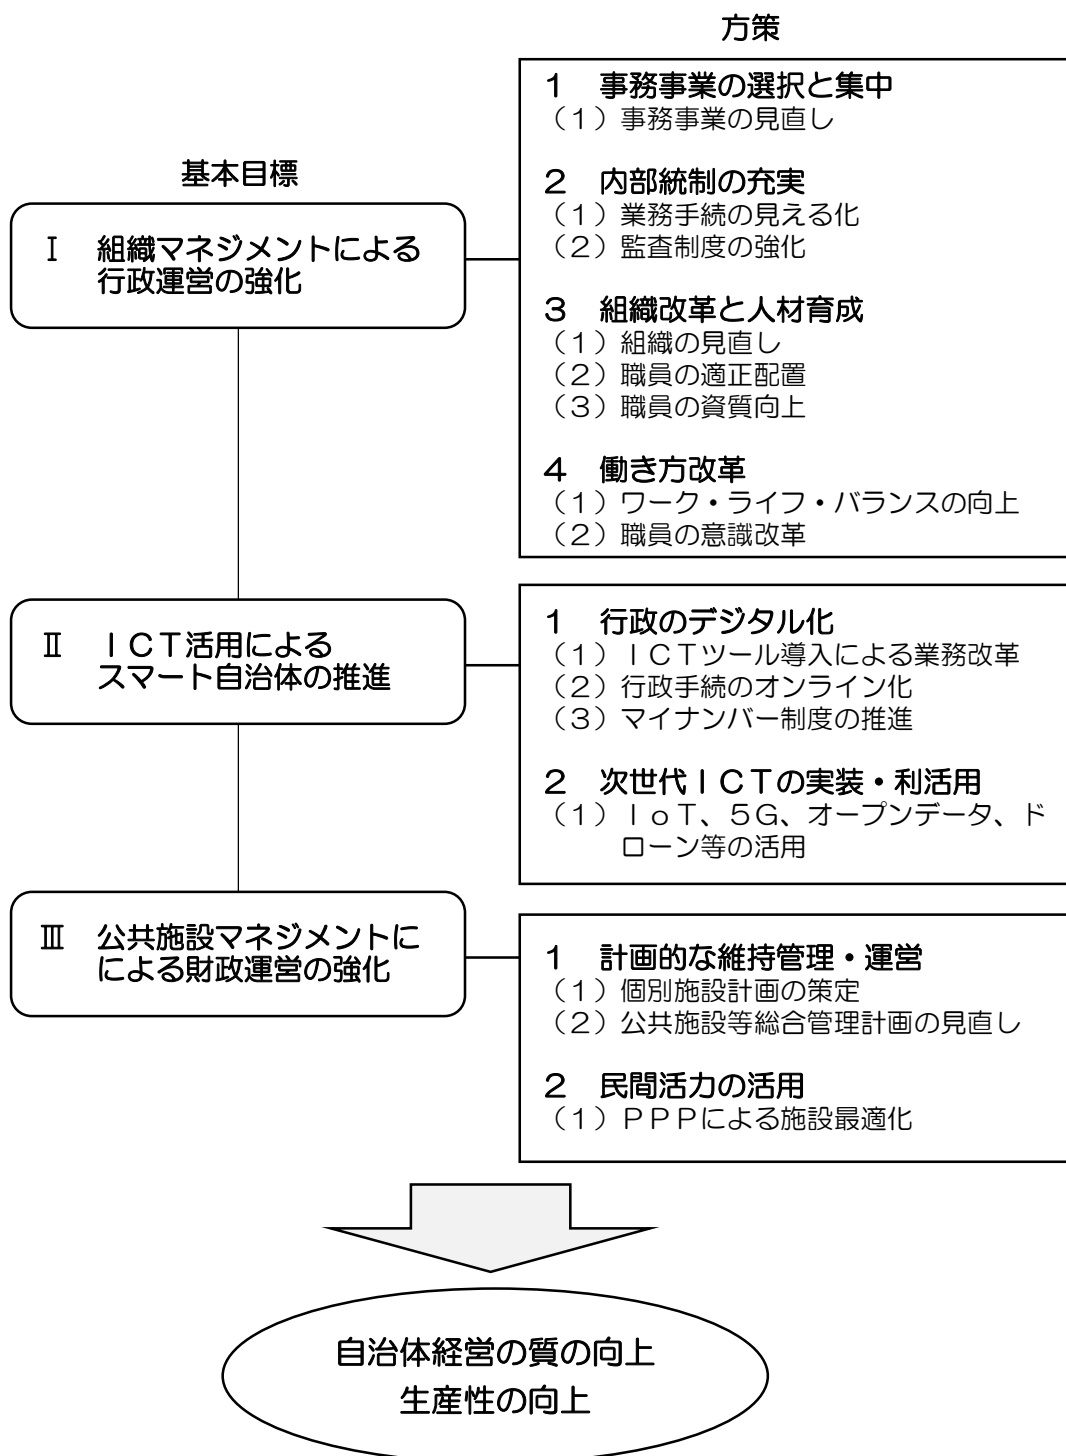 方策
基本目標
Ⅰ 組織マネジメントによる
行政運営の強化
1 事務事業の選択と集中
(1)事務事業の見直し
2 内部統制の充実
(1)業務手続の見える化
(2)監査制度の強化
3 組織改革と人材育成
(1)組織の見直し
(2)職員の適正配置
(3)職員の資質向上
4 働き方改革
(1)ワーク・ライフ・バランスの向上
(2)職員の意識改革
Ⅱ ICT活用による
スマート自治体の推進
1 行政のデジタル化
(1)ICTツール導入による業務改革
(2)行政手続のオンライン化
(3)マイナンバー制度の推進
2 次世代ICTの実装・利活用
(1)IoT、5G、オープンデータ、ド
ローン等の活用
Ⅲ 公共施設マネジメントに
による財政運営の強化
1 計画的な維持管理・運営
(1)個別施設計画の策定
(2)公共施設等総合管理計画の見直し
2 民間活力の活用
(1)PPPによる施設最適化
自治体経営の質の向上
生産性の向上